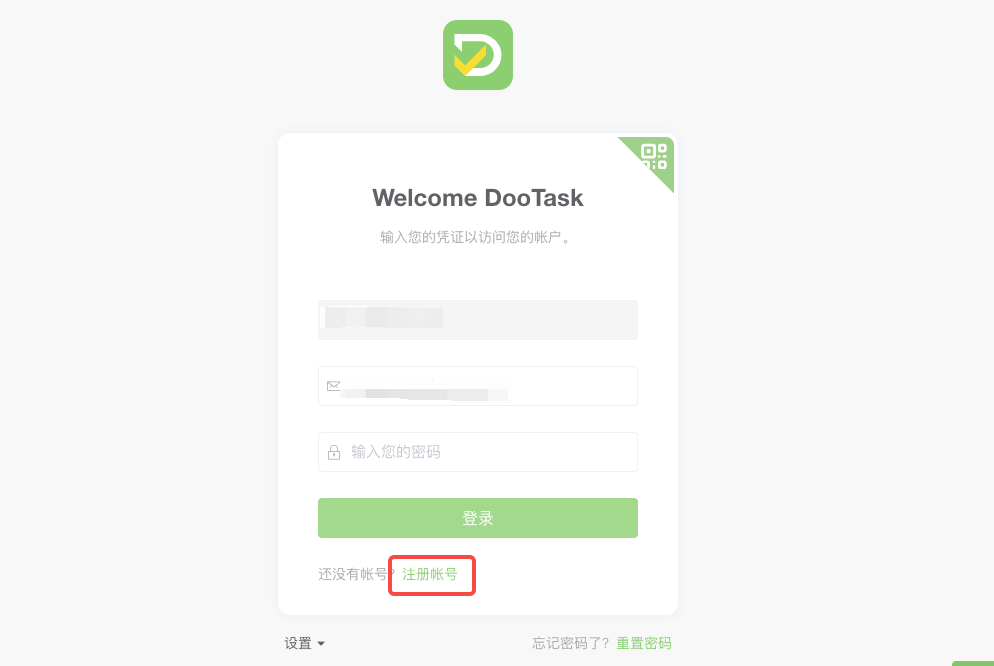 Welcome DooTask
输入您的凭证以访问您的帐户。
输入您的密码
登录
还没有帐号? 注册帐号
设置
忘记密码了? 重置密码